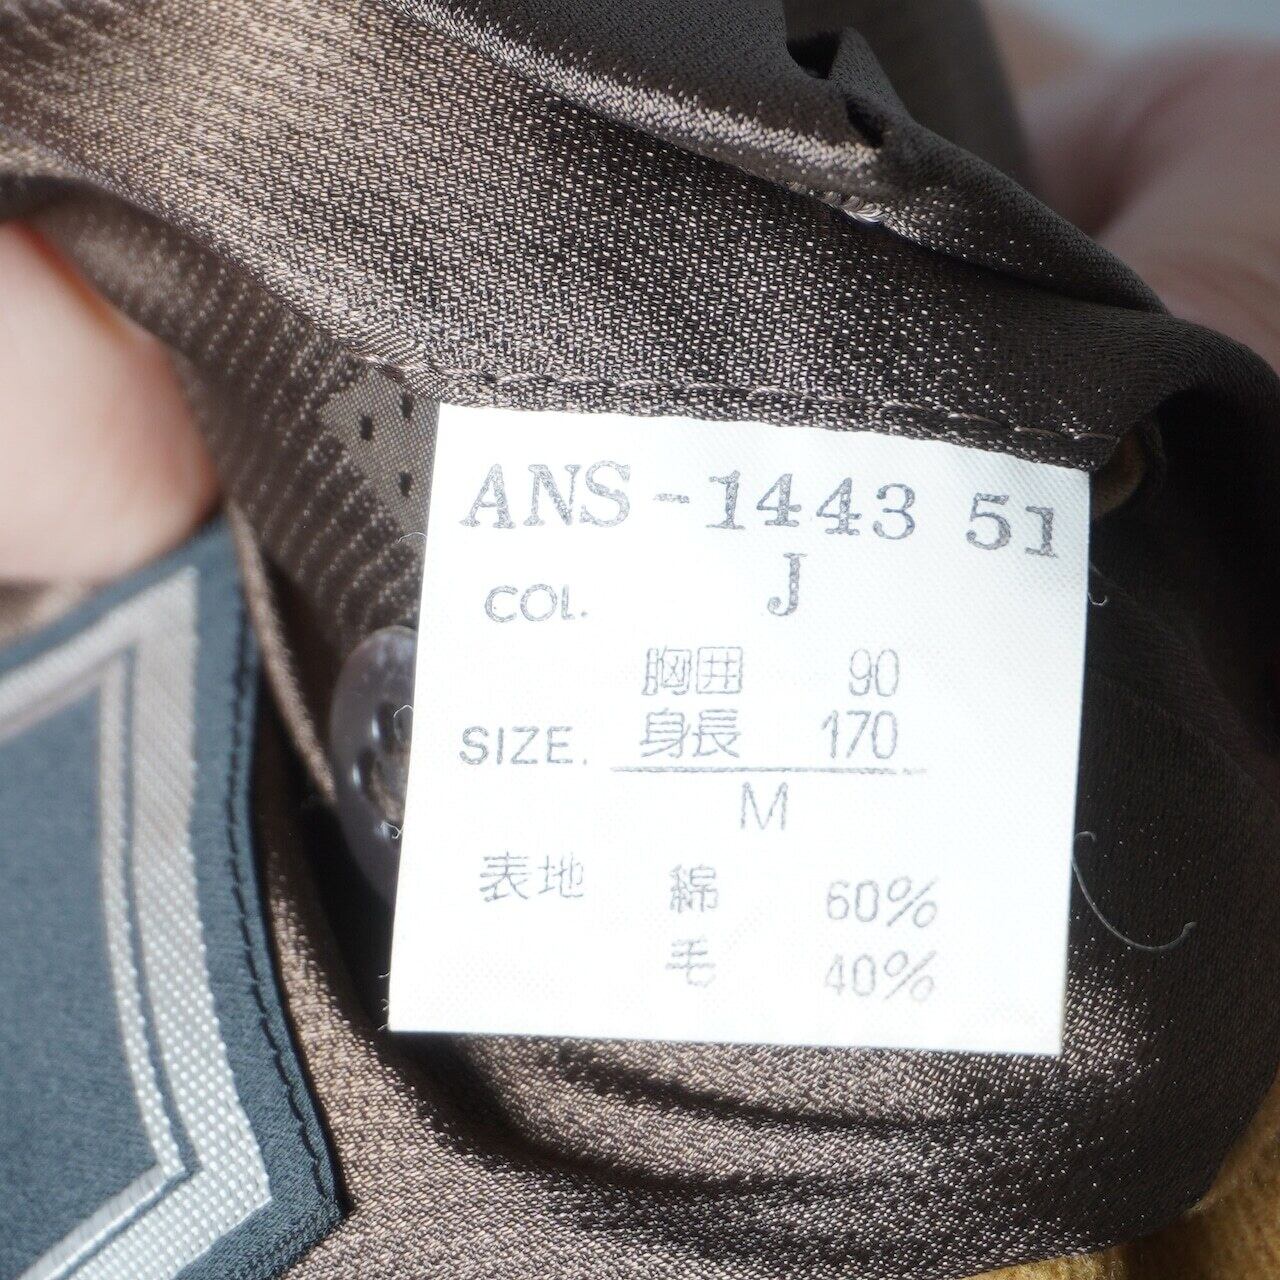 ANS-1443 51
COL. J
胸囲 90
SIZE. 身長 170
M
表地 綿 60%
毛 40%